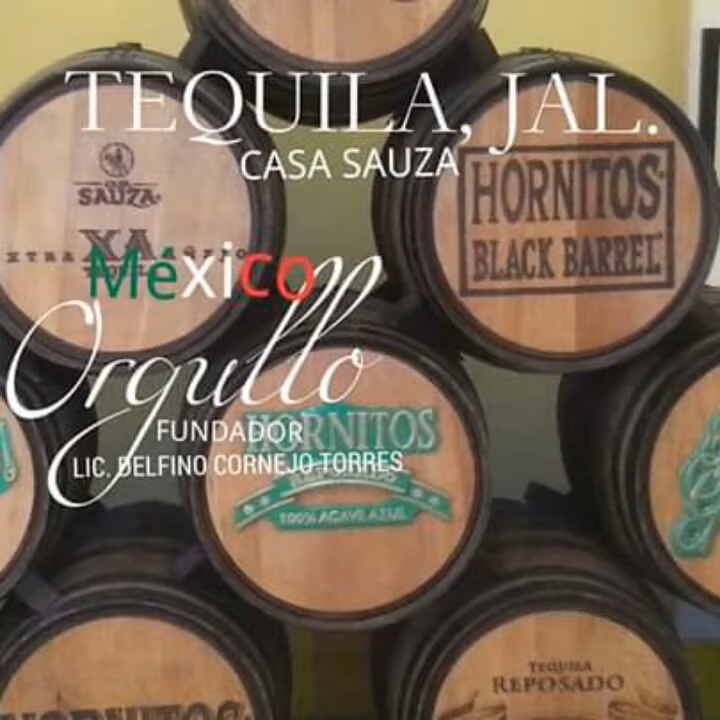 TEQUILA, JAL.
CASA SAUZA
SAUZA
XA
HORNITOS
BLACK BARREL
México
Orgullo
FUNDADOR
LIC. DELFINO CORNEJO TORRES
HORNITOS
100% AGAVE AZUL
TEQUILA
REPOSADO
HORNITOS